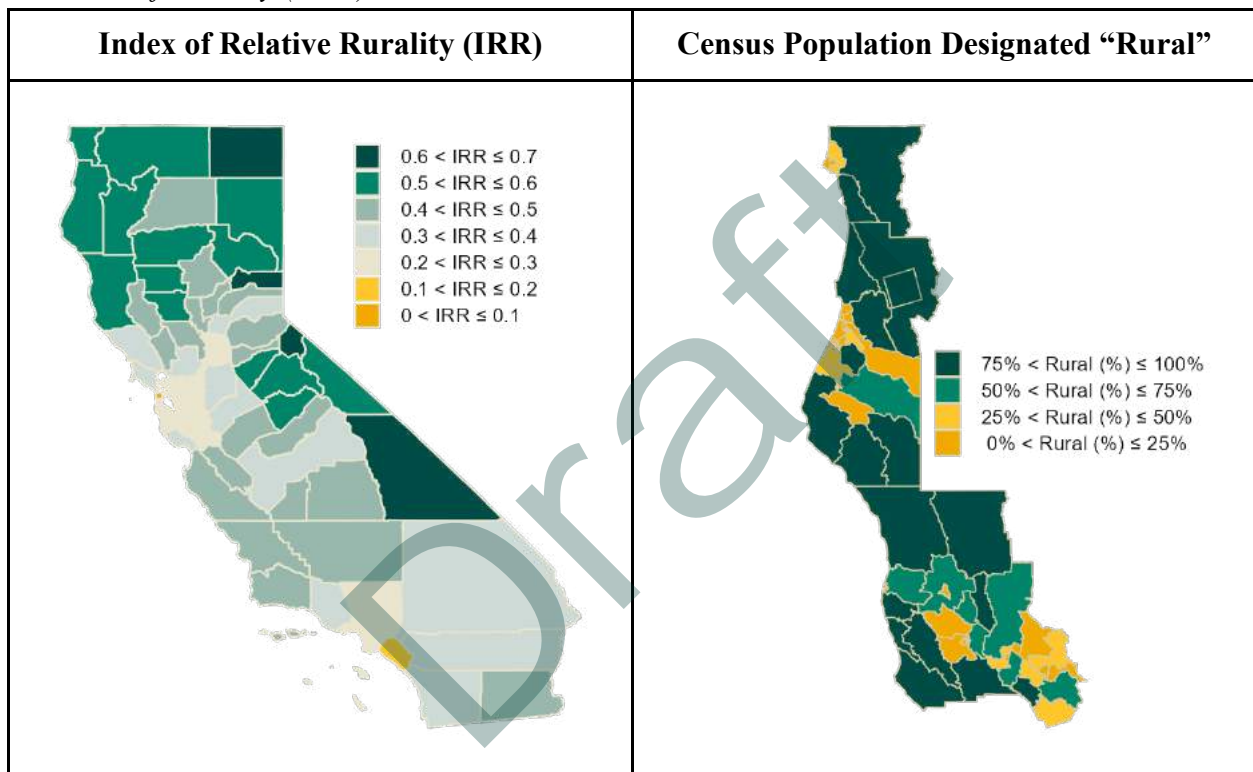 Index of Relative Rurality (IRR)
Census Population Designated “Rural”
0.6 < IRR ≤ 0.7
0.5 < IRR ≤ 0.6
0.4 < IRR ≤ 0.5
0.3 < IRR ≤ 0.4
0.2 < IRR ≤ 0.3
0.1 < IRR ≤ 0.2
0 < IRR ≤ 0.1
75% < Rural (%) ≤ 100%
50% < Rural (%) ≤ 75%
25% < Rural (%) ≤ 50%
0% < Rural (%) ≤ 25%
Draft